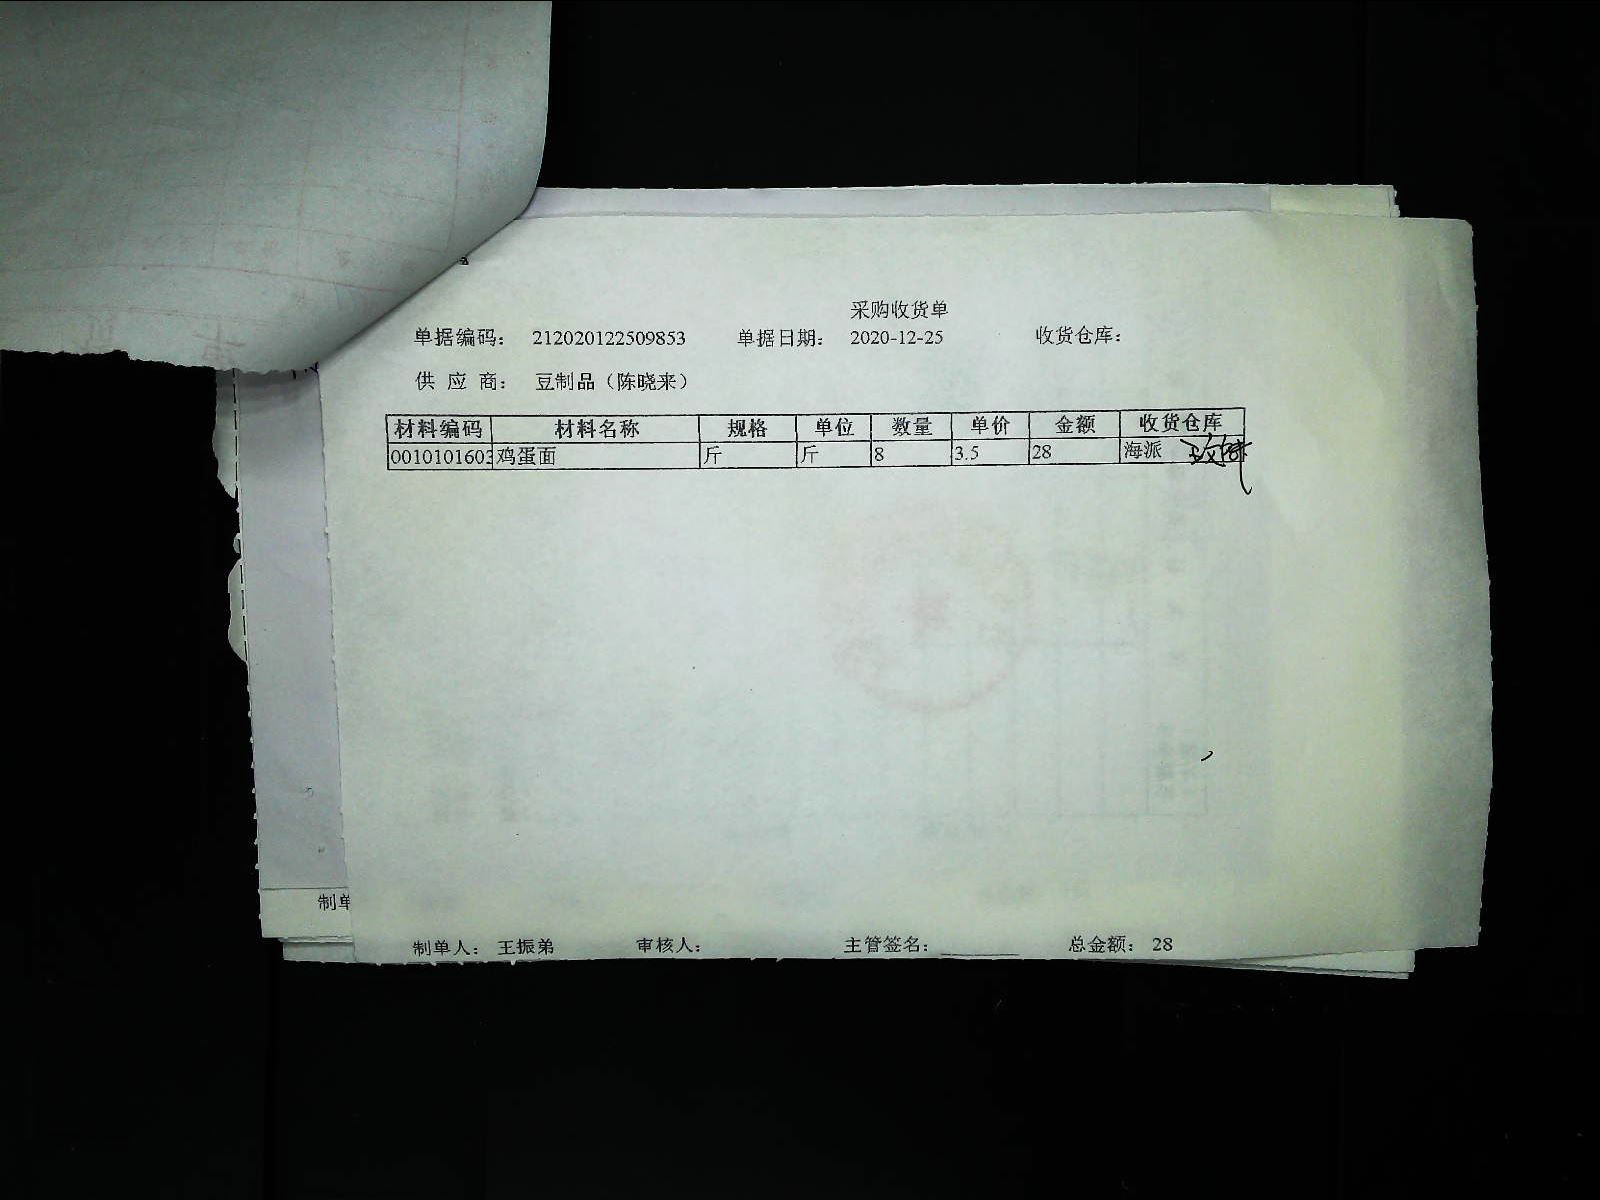 采购收货单
单据编码: 212020122509853 单据日期: 2020-12-25 收货仓库:
供 应 商: 豆制品（陈晓来）
材料编码 材料名称 规格 单位 数量 单价 金额 收货仓库
0010101603 鸡蛋面 斤 斤 8 3.5 28 海派
制单
制单人: 王振弟 审核人: 主管签名: 总金额: 28